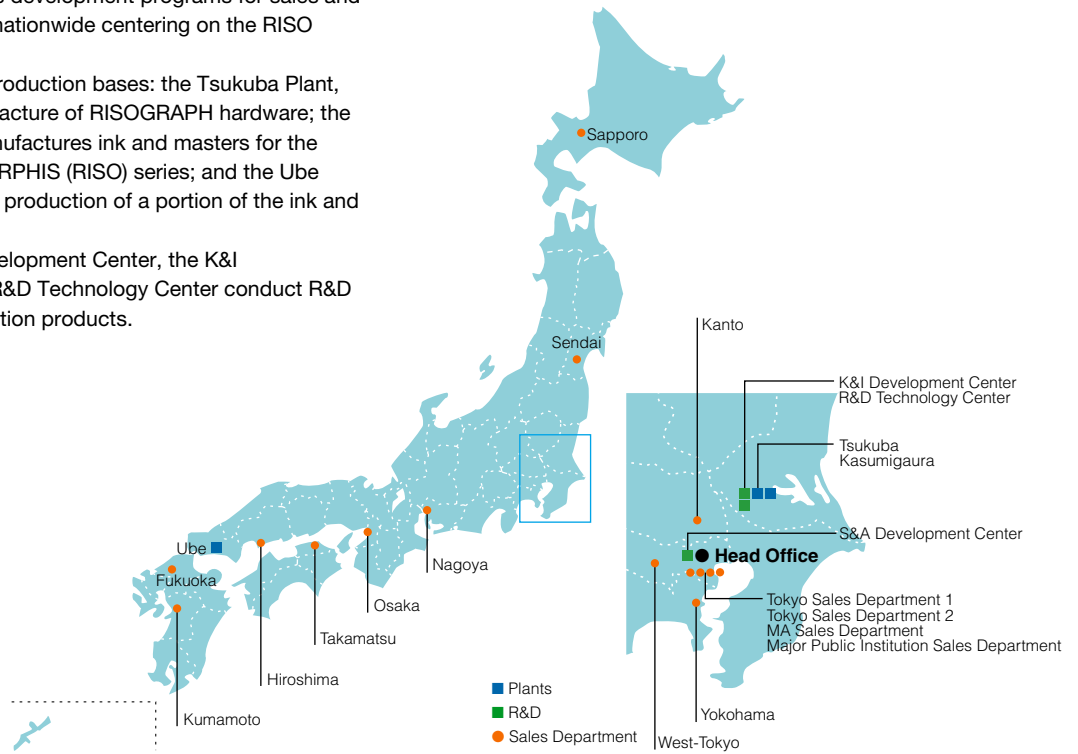 s development programs for sales and
nationwide centering on the RISO
roduction bases: the Tsukuba Plant,
acture of RISOGRAPH hardware; the
nufactures ink and masters for the
RPHIS (RISO) series; and the Ube
production of a portion of the ink and
elopment Center, the K&I
R&D Technology Center conduct R&D
tion products.
Sapporo
Sendai
Kanto
K&I Development Center
R&D Technology Center
Tsukuba
Kasumigaura
S&A Development Center
Head Office
Ube
Fukuoka
Nagoya
Osaka
Takamatsu
Hiroshima
Kumamoto
Tokyo Sales Department 1
Tokyo Sales Department 2
MA Sales Department
Major Public Institution Sales Department
Yokohama
West-Tokyo
Plants
R&D
Sales Department